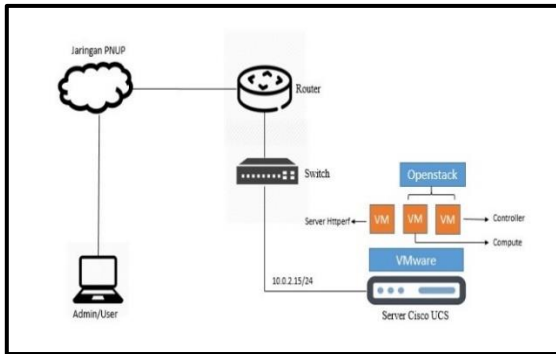 Jaringan PNUP
Router
Switch
Openstack
Server Httperf
VM
VM
VM
Controller
Compute
VMware
10.0.2.15/24
Admin/User
Server Cisco UCS